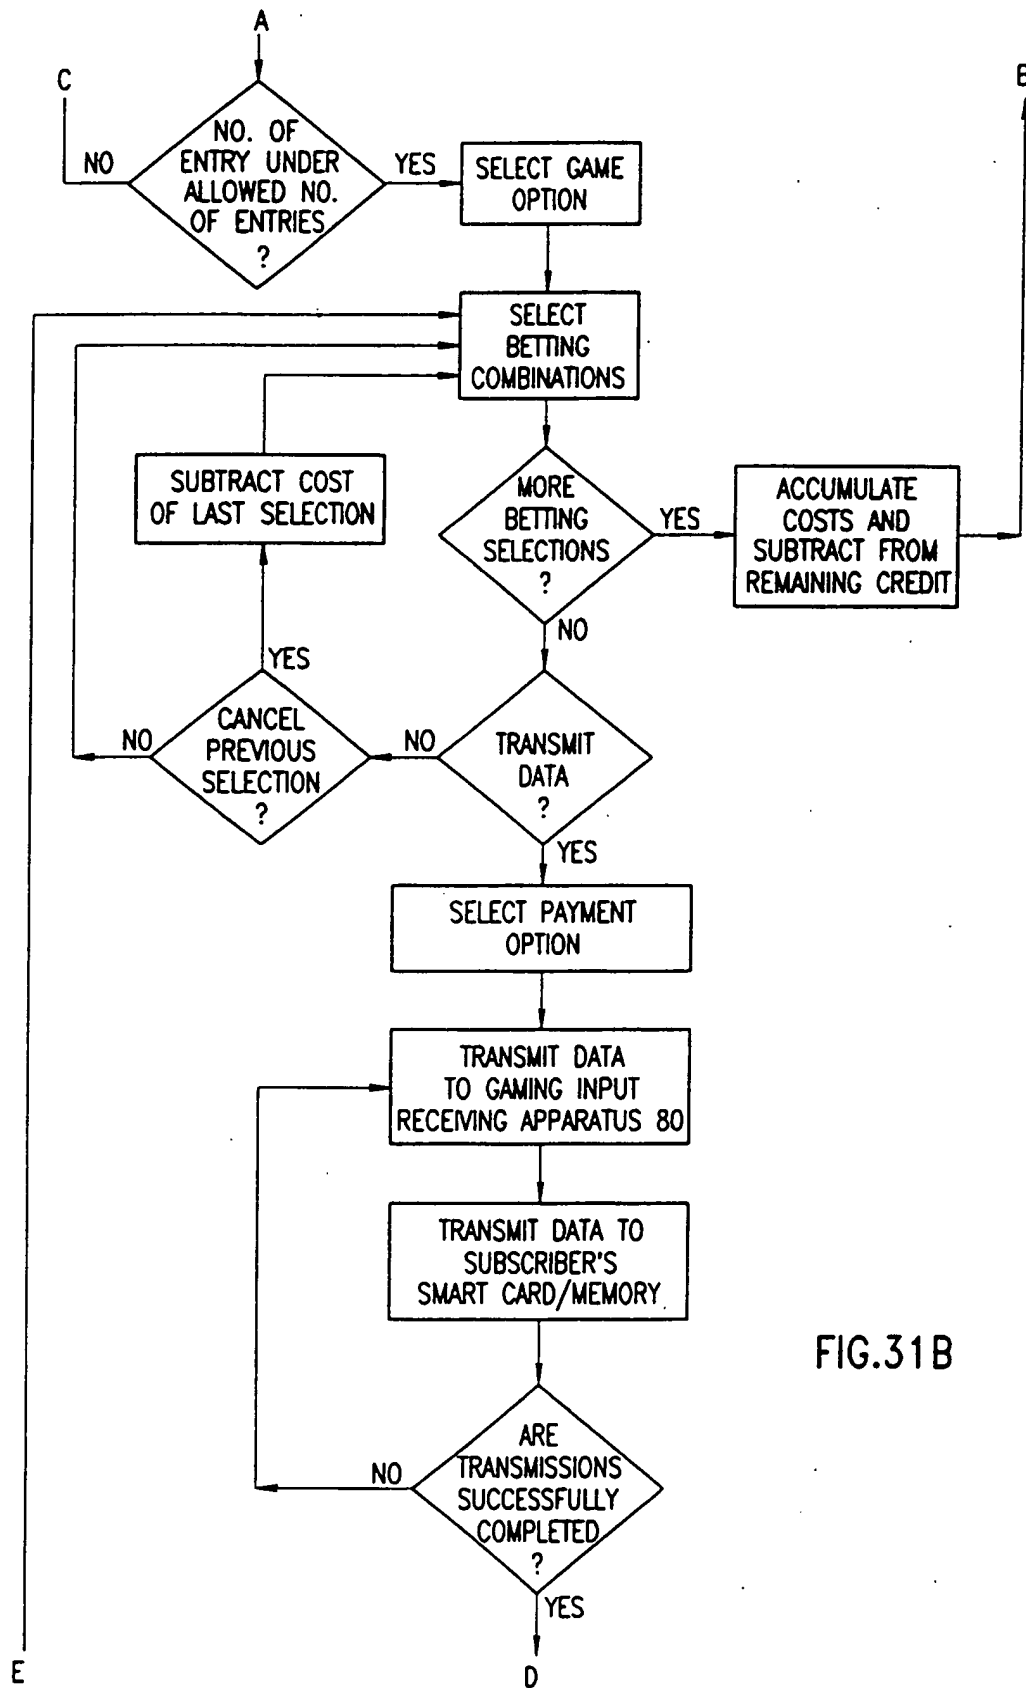 A
C
B
NO. OF
ENTRY UNDER
ALLOWED NO.
OF ENTRIES
?
NO
YES
SELECT GAME
OPTION
SELECT
BETTING
COMBINATIONS
SUBTRACT COST
OF LAST SELECTION
MORE
BETTING
SELECTIONS
?
YES
ACCUMULATE
COSTS AND
SUBTRACT FROM
REMAINING CREDIT
NO
YES
CANCEL
PREVIOUS
SELECTION
?
NO
NO
TRANSMIT
DATA
?
YES
SELECT PAYMENT
OPTION
TRANSMIT DATA
TO GAMING INPUT
RECEIVING APPARATUS 80
TRANSMIT DATA TO
SUBSCRIBER'S
SMART CARD/MEMORY
FIG.31B
ARE
TRANSMISSIONS
SUCCESSFULLY
COMPLETED
?
NO
YES
E
D